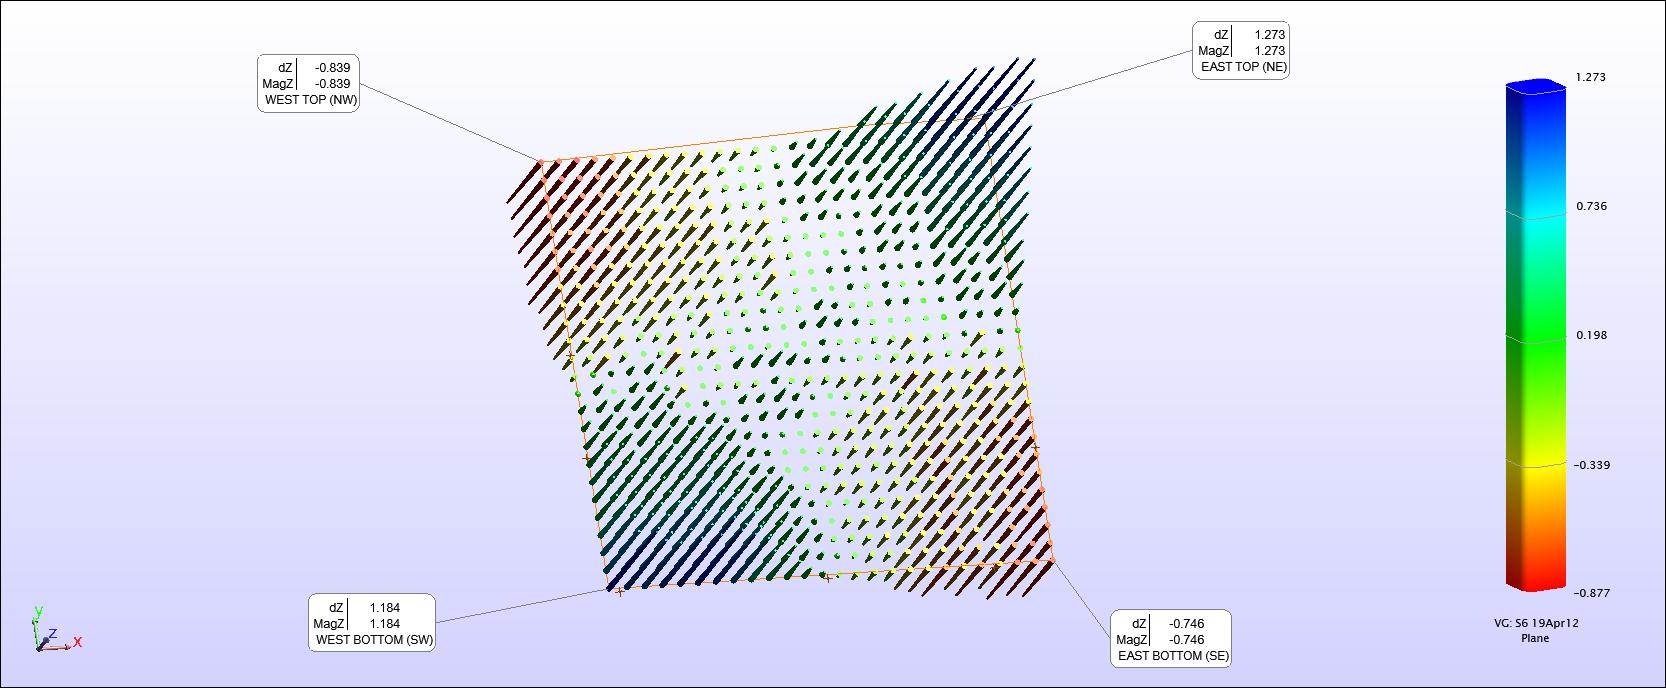 dZ -0.839
MagZ -0.839
WEST TOP (NW)
dZ 1.273
MagZ 1.273
EAST TOP (NE)
1.273
0.736
0.198
-0.339
-0.877
VG: S6 19Apr12
Plane
dZ 1.184
MagZ 1.184
WEST BOTTOM (SW)
dZ -0.746
MagZ -0.746
EAST BOTTOM (SE)
Y
Z
X